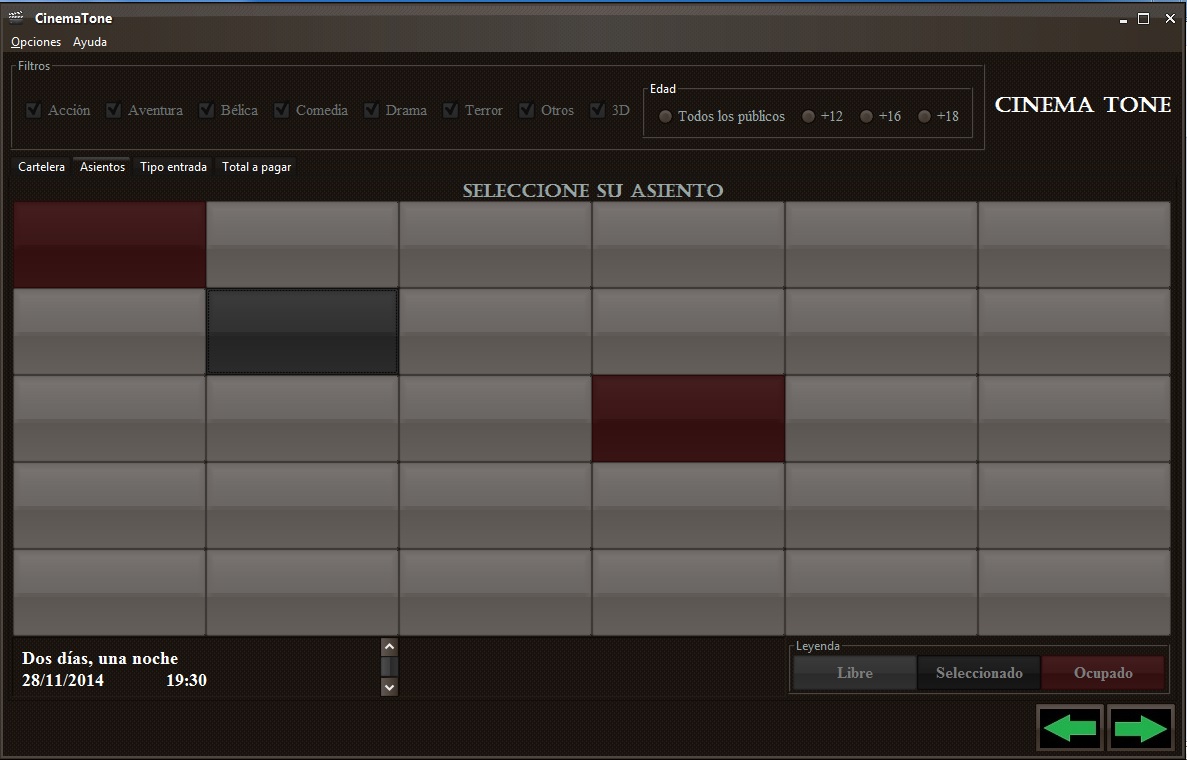 CinemaTone
Opciones Ayuda
Filtros
Acción Aventura Bélica Comedia Drama Terror Otros 3D
Edad
Todos los públicos +12 +16 +18
CINEMA TONE
Cartelera Asientos Tipo entrada Total a pagar
SELECCIONE SU ASIENTO
Dos días, una noche
28/11/2014 19:30
Leyenda
Libre Seleccionado Ocupado